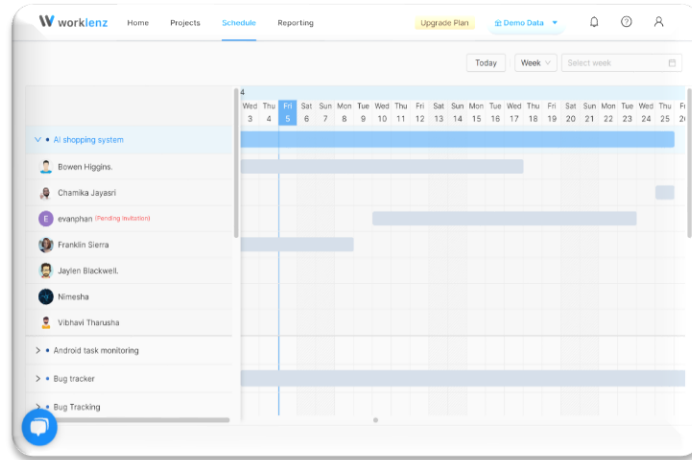 worklenz Home Projects Schedule Reporting Upgrade Plan Demo Data
Today Week Select week
4
Wed Thu Fri Sat Sun Mon Tue Wed Thu Fri Sat Sun Mon Tue Wed Thu Fri Sat Sun Mon Tue Wed Thu
3 4 5 6 7 8 9 10 11 12 13 14 15 16 17 18 19 20 21 22 23 24 25
AI shopping system
Bowen Higgins.
Chamika Jayasri
E evanphan (Pending invitation)
Franklin Sierra
Jaylen Blackwell.
Nimesha
Vibhavi Tharusha
Android task monitoring
Bug tracker
Bug Tracking